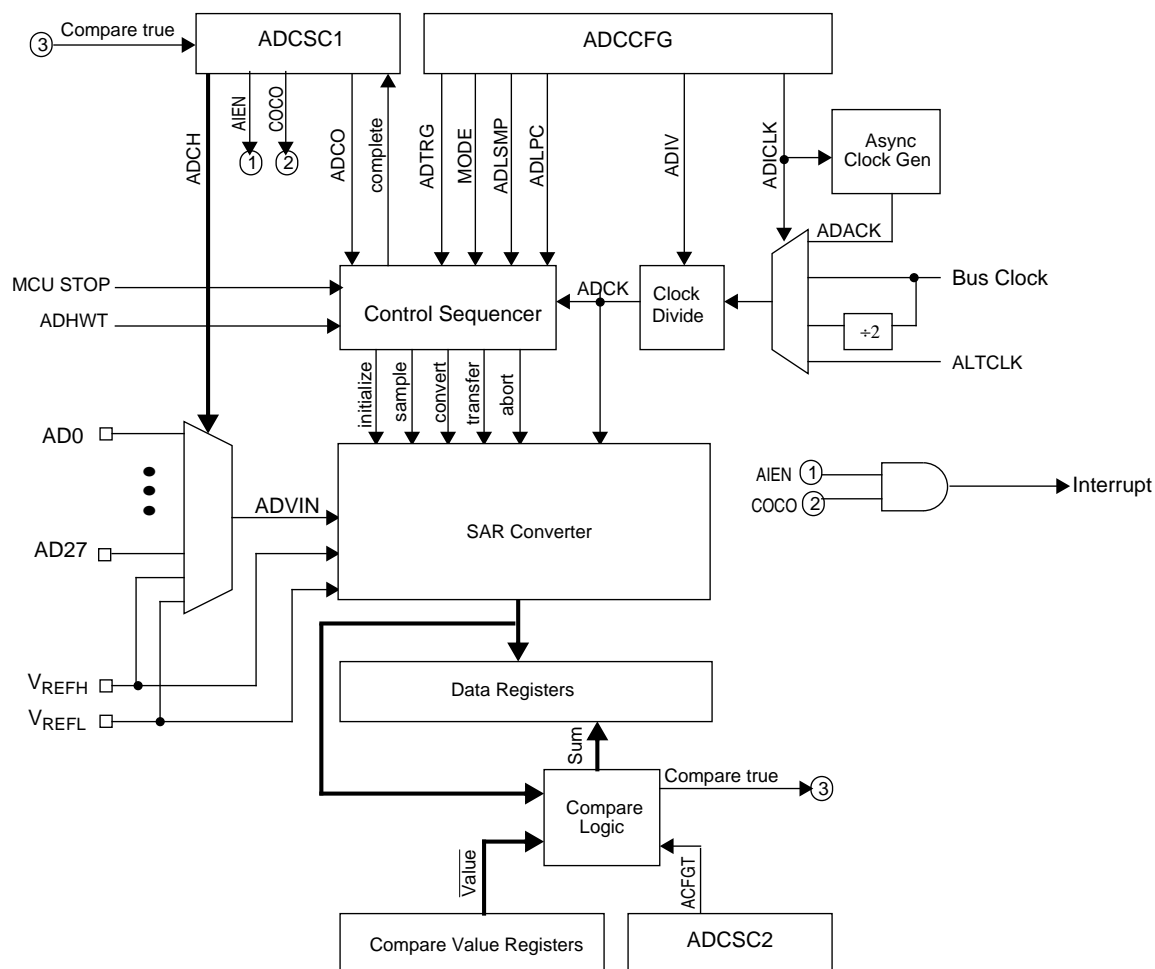 3 Compare true
ADCSC1
ADCCFG
ADCH
AIEN
COCO
ADCO
complete
ADTRG
MODE
ADLSMP
ADLPC
ADIV
ADICLK
Async
Clock Gen
1
2
ADACK
MCU STOP
ADHWT
Control Sequencer
ADCK
Clock
Divide
Bus Clock
÷2
ALTCLK
initialize
sample
convert
transfer
abort
AD0
AD27
ADVIN
SAR Converter
AIEN 1
COCO 2
Interrupt
VREFH
VREFL
Data Registers
Sum
Compare
Logic
Compare true
3
Value
ACFGT
Compare Value Registers
ADCSC2